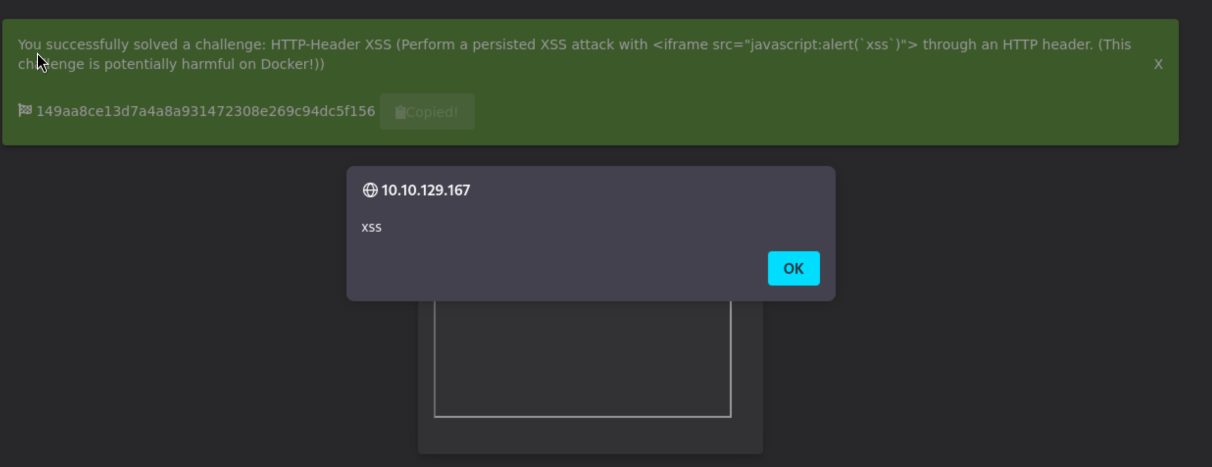 You successfully solved a challenge: HTTP-Header XSS (Perform a persisted XSS attack with <iframe src="javascript:alert(`xss`)"> through an HTTP header. (This
challenge is potentially harmful on Docker!))
X
149aa8ce13d7a4a8a931472308e269c94dc5f156
Copied!
10.10.129.167
xss
OK